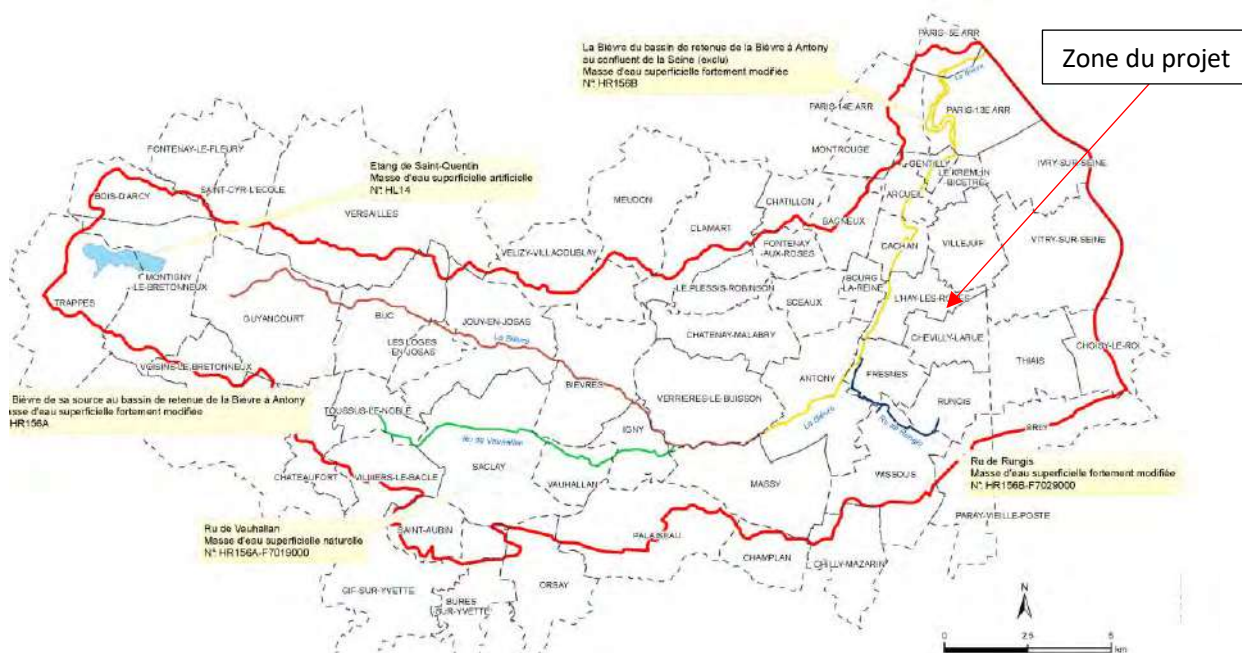 PARIS-5E ARR
La Bièvre du bassin de retenue de la Bièvre à Antony
au confluent de la Seine (exclu)
Masse d'eau superficielle fortement modifiée
N°: HR156B
Zone du projet
La Bièvre
PARIS-14E ARR
PARIS-13E ARR
FONTENAY-LE-FLEURY
MONTROUGE
Etang de Saint-Quentin
Masse d'eau superficielle artificielle
N°: HL14
GENTILLY
IVRY-SUR-SEINE
LE KREMLIN
BICETRE
BOIS-D'ARCY
SAINT-CYR-L'ECOLE
VERSAILLES
MEUDON
CHATILLON
ARCUEIL
CLAMART
BAGNEUX
VELIZY-VILLACOUBLAY
FONTENAY
AUX-ROSES
CACHAN
VILLEJUIF
VITRY-SUR-SEINE
MONTIGNY
LE-BRETONNEUX
TRAPPES
LE PLESSIS-ROBINSON
BOURG
LA-REINE
SCEAUX
L'HAY-LES-ROSES
GUYANCOURT
BUC
JOUY-EN-JOSAS
LES LOGES
EN-JOSAS
La Bièvre
CHATENAY-MALABRY
CHEVILLY-LARUE
THIAIS
CHOISY-LE-ROI
VOISINS-LE-BRETONNEUX
BIEVRES
ANTONY
FRESNES
Bièvre de sa source au bassin de retenue de la Bièvre à Antony
asse d'eau superficielle fortement modifiée
HR156A
VERRIERES-LE-BUISSON
RUNGIS
TOUSSUS-LE-NOBLE
IGNY
La Bièvre
Ru de Rungis
ORLY
Ru de Vauhallan
SACLAY
MASSY
WISSOUS
Ru de Rungis
Masse d'eau superficielle fortement modifiée
N°: HR156B-F7029000
CHATEAUFORT
VILLIERS-LE-BACLE
VAUHALLAN
PARAY-VIEILLE-POSTE
Ru de Vauhallan
Masse d'eau superficielle naturelle
N°: HR156A-F7019000
SAINT-AUBIN
PALAISEAU
CHAMPLAN
CHILLY-MAZARIN
GIF-SUR-YVETTE
ORSAY
BURES
SUR-YVETTE
N
0 2.5 5
km